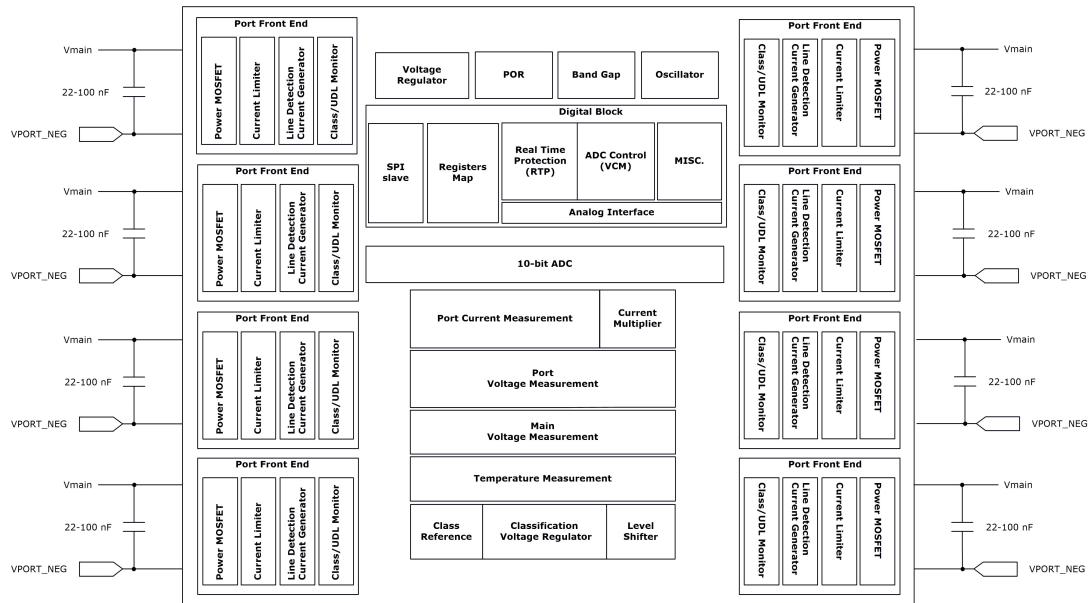 Port Front End
Power MOSFET
Current Limiter
Line Detection
Current Generator
Class/UDL Monitor
Vmain
22-100 nF
VPORT_NEG
Port Front End
Power MOSFET
Current Limiter
Line Detection
Current Generator
Class/UDL Monitor
Vmain
22-100 nF
VPORT_NEG
Port Front End
Power MOSFET
Current Limiter
Line Detection
Current Generator
Class/UDL Monitor
Vmain
22-100 nF
VPORT_NEG
Port Front End
Power MOSFET
Current Limiter
Line Detection
Current Generator
Class/UDL Monitor
Vmain
22-100 nF
VPORT_NEG
Voltage
Regulator
POR
Band Gap
Oscillator
Digital Block
SPI
slave
Registers
Map
Real Time
Protection
(RTP)
ADC Control
(VCM)
MISC.
Analog Interface
10-bit ADC
Port Current Measurement
Current
Multiplier
Port
Voltage Measurement
Main
Voltage Measurement
Temperature Measurement
Class
Reference
Classification
Voltage Regulator
Level
Shifter
Port Front End
Class/UDL Monitor
Line Detection
Current Generator
Current Limiter
Power MOSFET
Vmain
22-100 nF
VPORT_NEG
Port Front End
Class/UDL Monitor
Line Detection
Current Generator
Current Limiter
Power MOSFET
Vmain
22-100 nF
VPORT_NEG
Port Front End
Class/UDL Monitor
Line Detection
Current Generator
Current Limiter
Power MOSFET
Vmain
22-100 nF
VPORT_NEG
Port Front End
Class/UDL Monitor
Line Detection
Current Generator
Current Limiter
Power MOSFET
Vmain
22-100 nF
VPORT_NEG